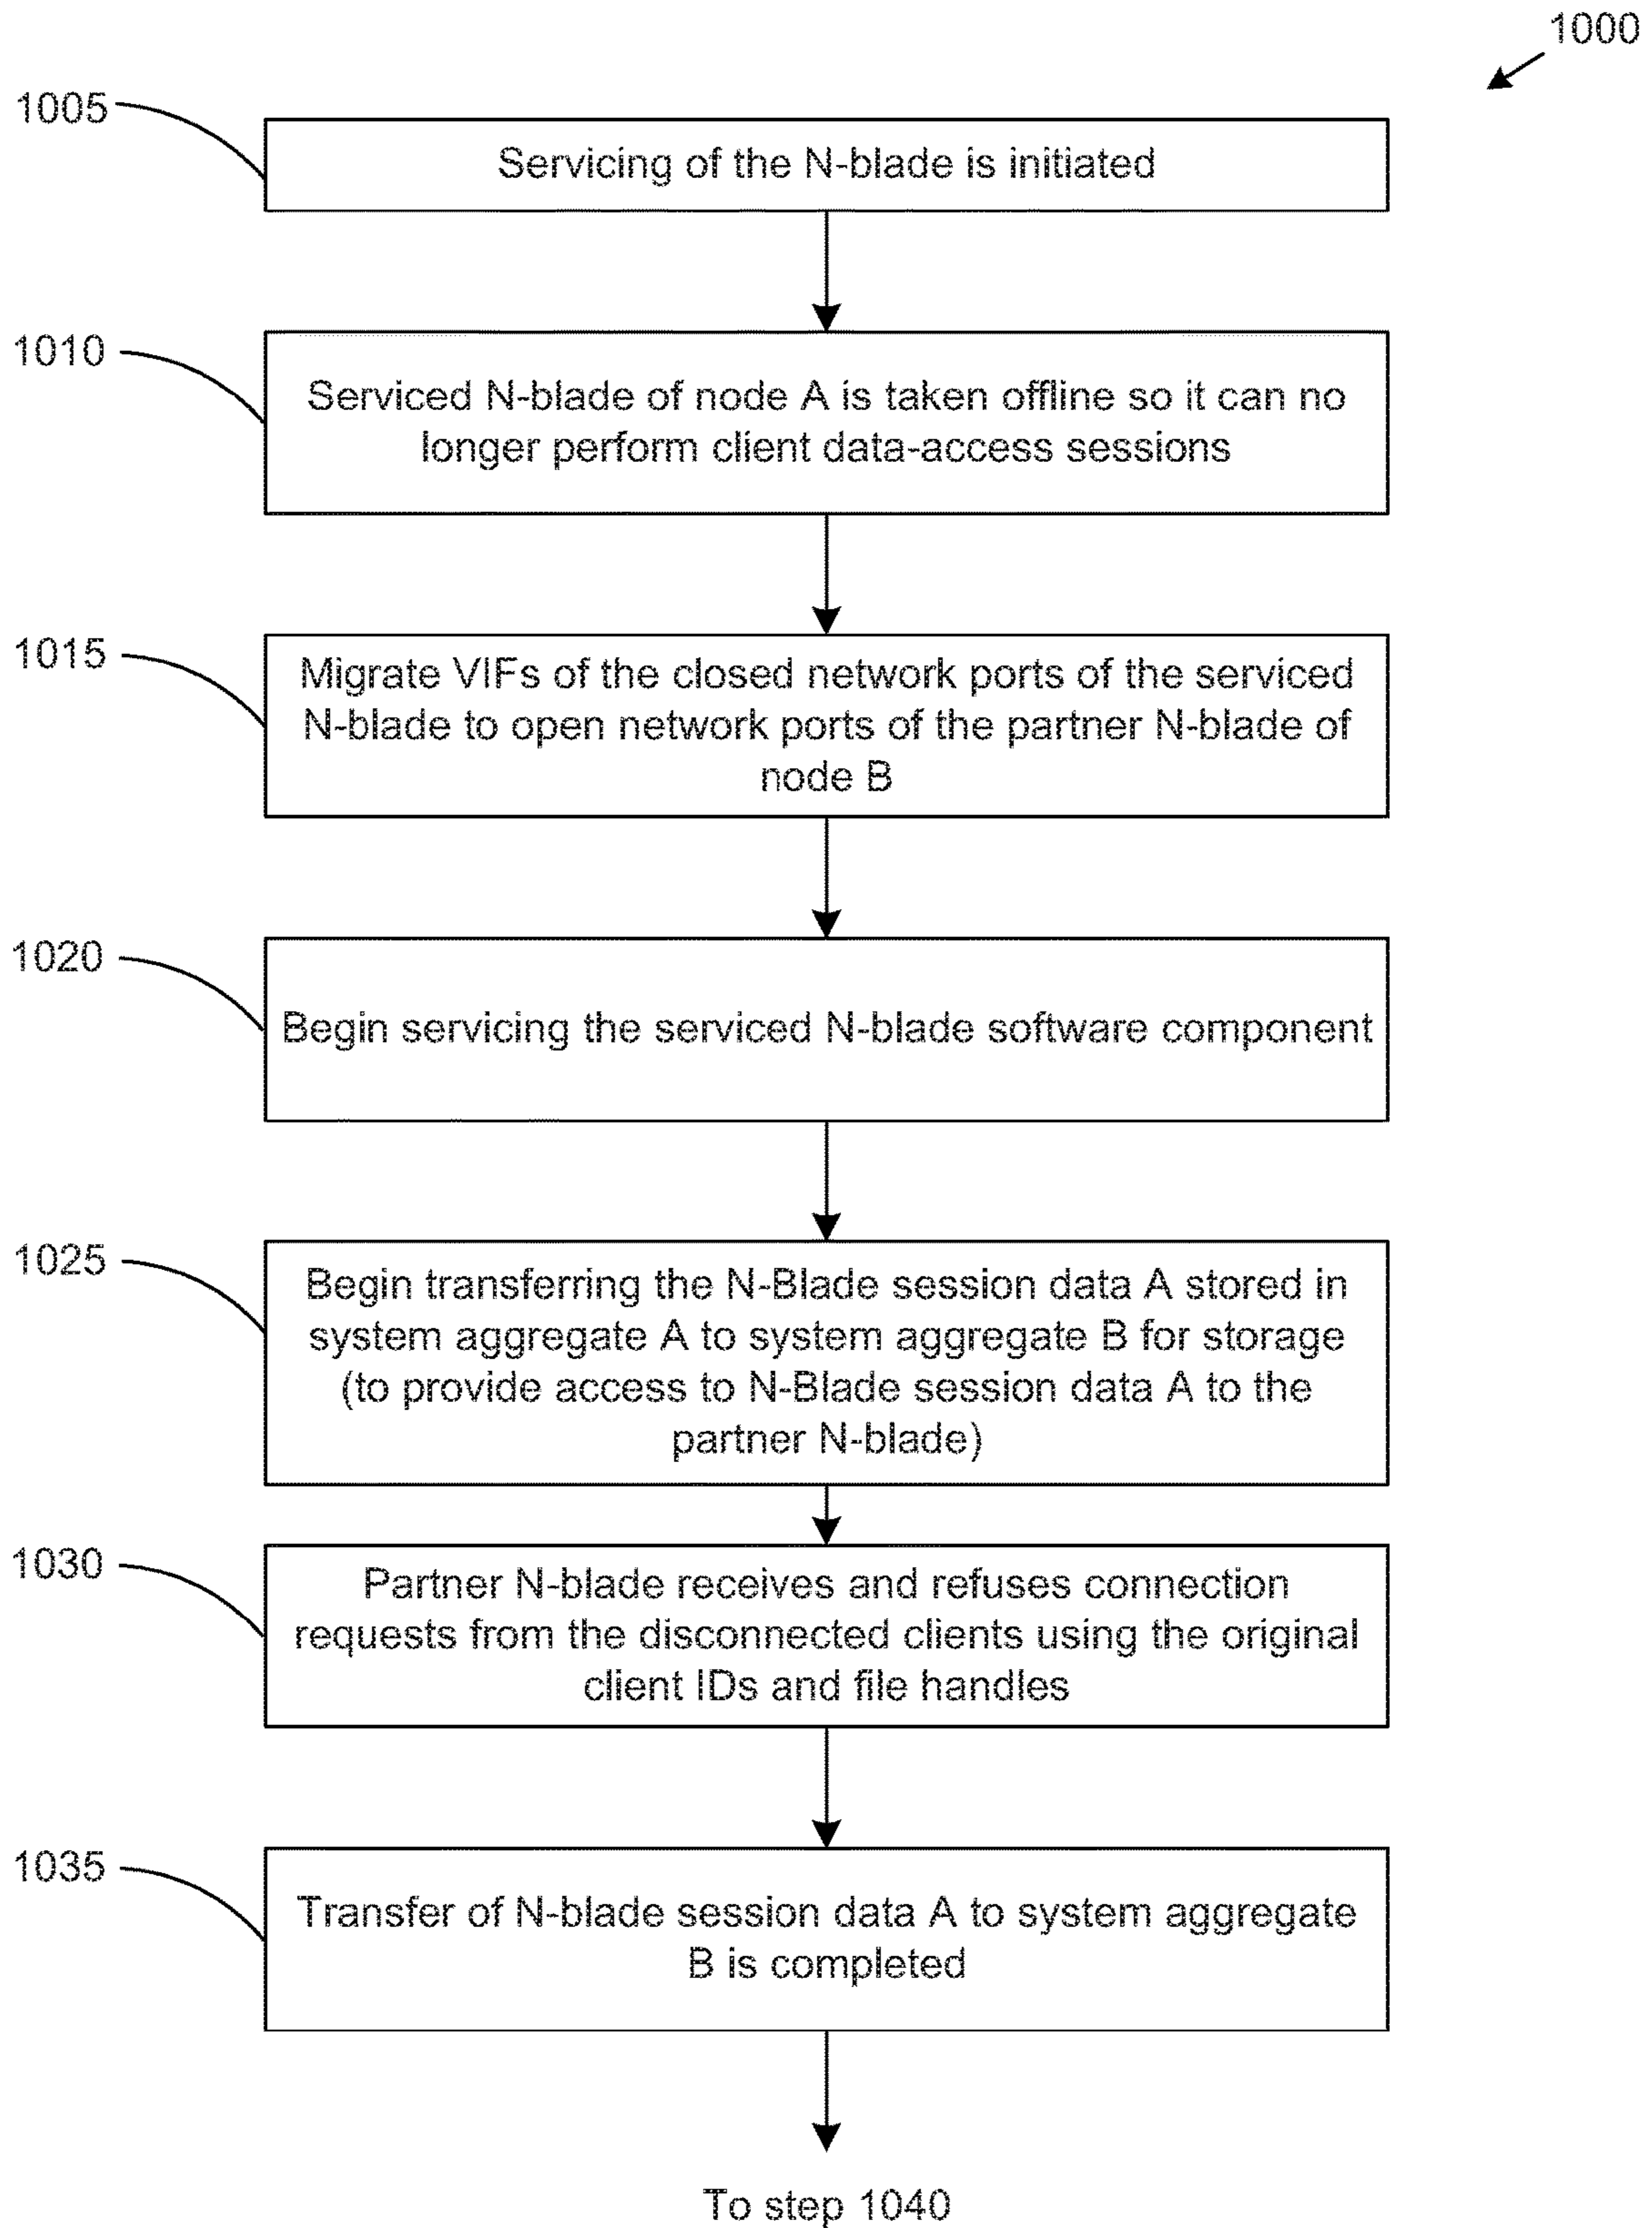 1000
1005
Servicing of the N-blade is initiated
1010
Serviced N-blade of node A is taken offline so it can no
longer perform client data-access sessions
1015
Migrate VIFs of the closed network ports of the serviced
N-blade to open network ports of the partner N-blade of
node B
1020
Begin servicing the serviced N-blade software component
1025
Begin transferring the N-Blade session data A stored in
system aggregate A to system aggregate B for storage
(to provide access to N-Blade session data A to the
partner N-blade)
1030
Partner N-blade receives and refuses connection
requests from the disconnected clients using the original
client IDs and file handles
1035
Transfer of N-blade session data A to system aggregate
B is completed
To step 1040